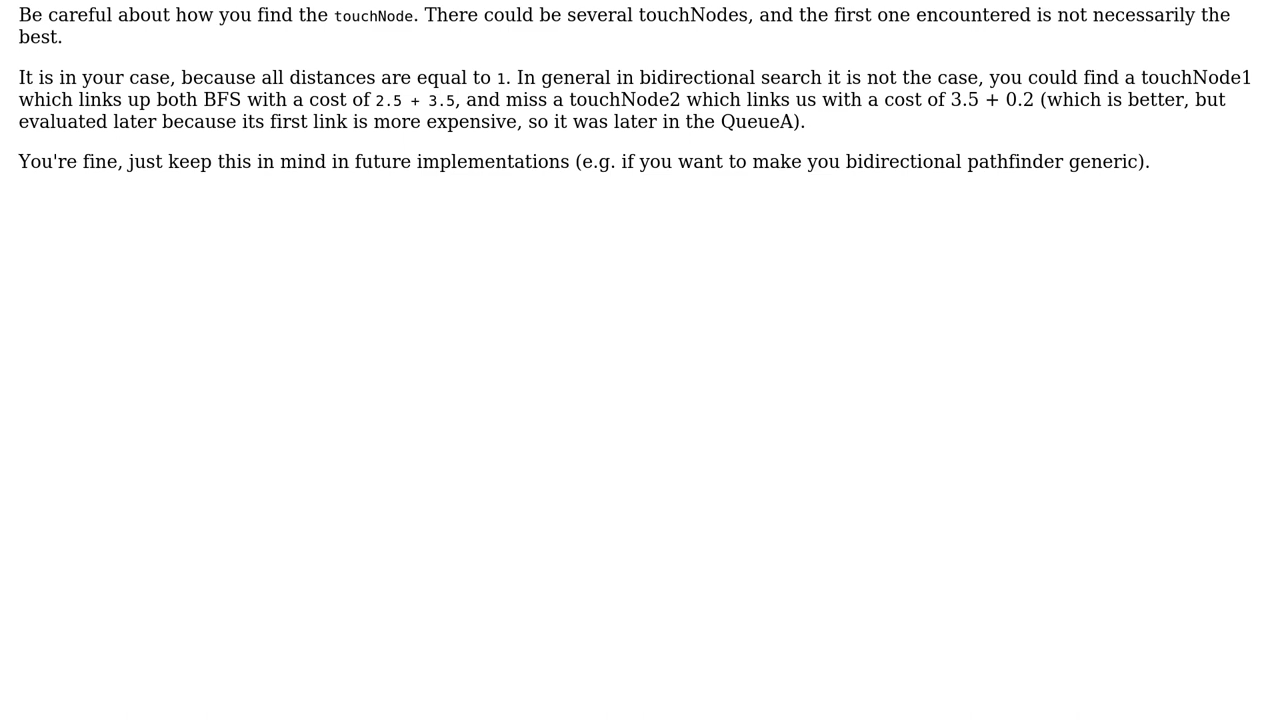 Be careful about how you find the touchNode. There could be several touchNodes, and the first one encountered is not necessarily the
best.
It is in your case, because all distances are equal to 1. In general in bidirectional search it is not the case, you could find a touchNode1
which links up both BFS with a cost of 2.5 + 3.5, and miss a touchNode2 which links us with a cost of 3.5 + 0.2 (which is better, but
evaluated later because its first link is more expensive, so it was later in the QueueA).
You're fine, just keep this in mind in future implementations (e.g. if you want to make you bidirectional pathfinder generic).